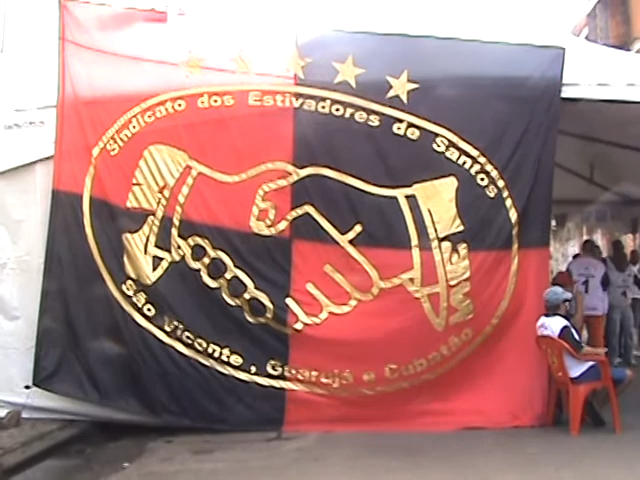 Sindicato dos Estivadores de Santos
São Vicente, Guarujá e Cubatão